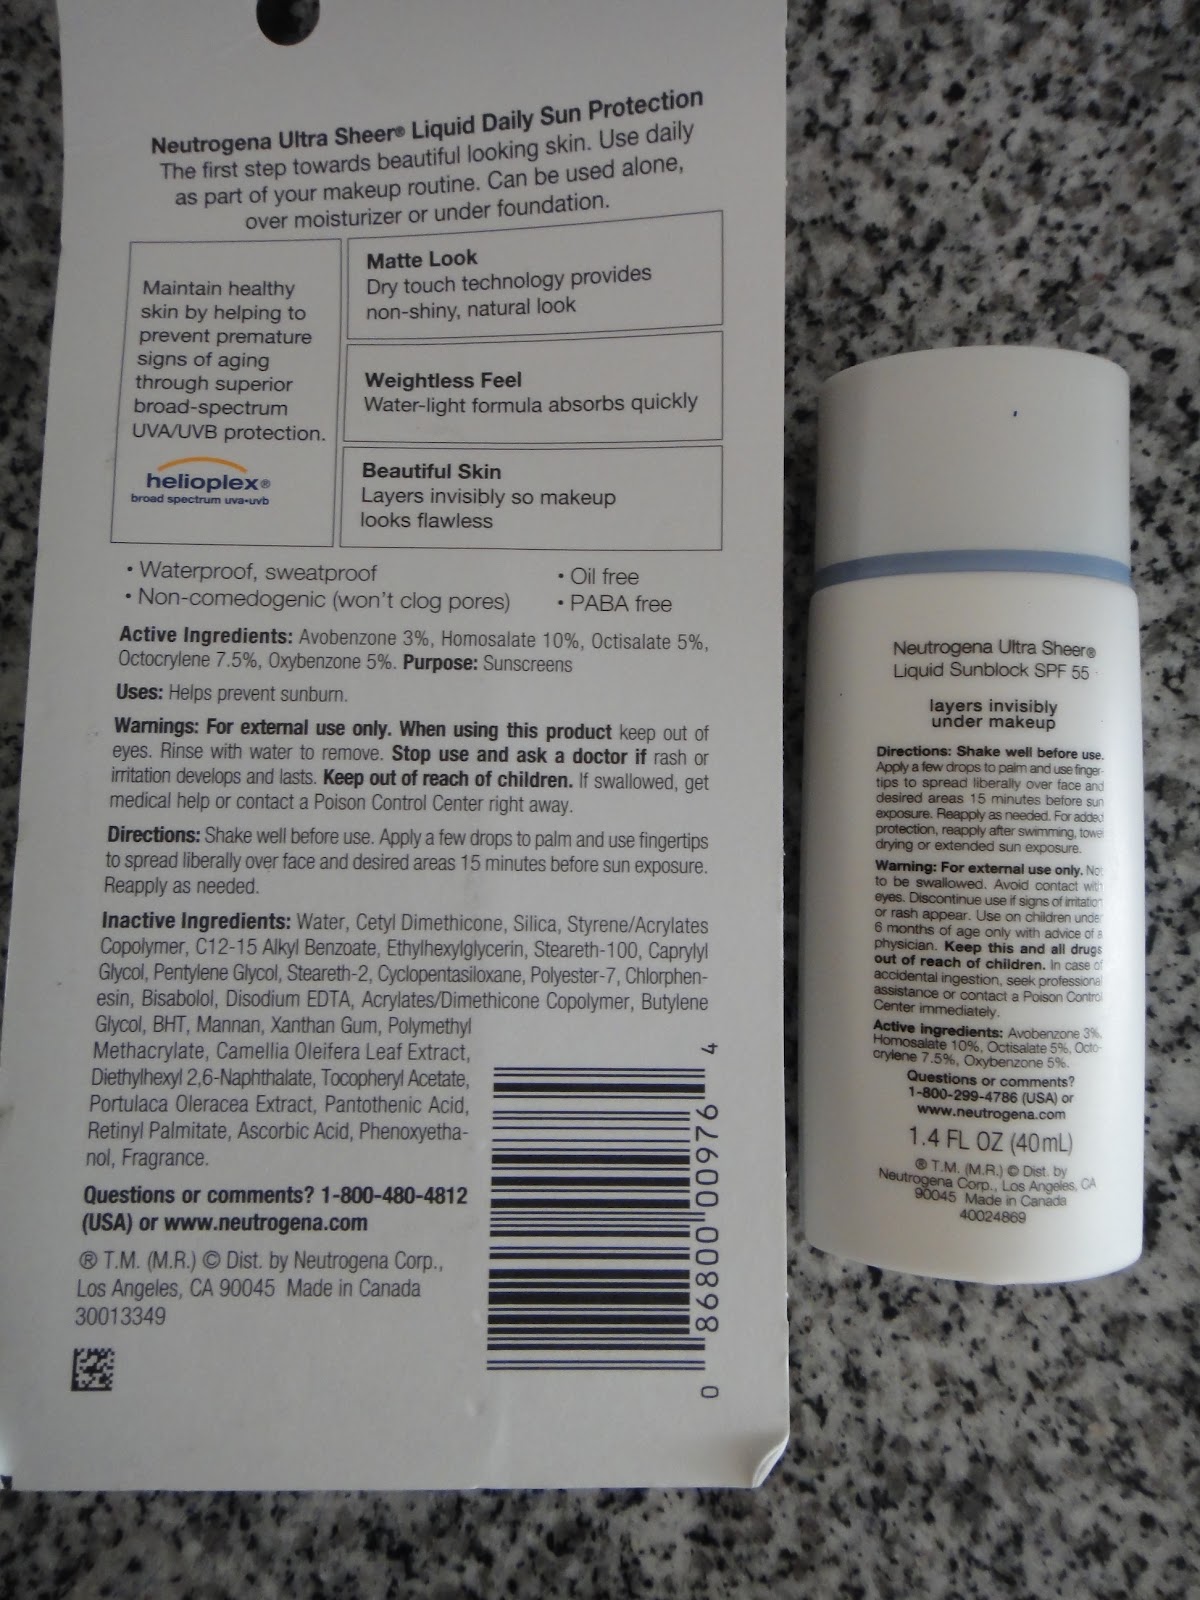 Neutrogena Ultra Sheer® Liquid Daily Sun Protection
The first step towards beautiful looking skin. Use daily
as part of your makeup routine. Can be used alone,
over moisturizer or under foundation.
Maintain healthy
skin by helping to
prevent premature
signs of aging
through superior
broad-spectrum
UVA/UVB protection.
helioplex®
broad spectrum uva•uvb
Matte Look
Dry touch technology provides
non-shiny, natural look
Weightless Feel
Water-light formula absorbs quickly
Beautiful Skin
Layers invisibly so makeup
looks flawless
• Waterproof, sweatproof
• Non-comedogenic (won't clog pores)
• Oil free
• PABA free
Active Ingredients: Avobenzone 3%, Homosalate 10%, Octisalate 5%,
Octocrylene 7.5%, Oxybenzone 5%. Purpose: Sunscreens
Uses: Helps prevent sunburn.
Warnings: For external use only. When using this product keep out of
eyes. Rinse with water to remove. Stop use and ask a doctor if rash or
irritation develops and lasts. Keep out of reach of children. If swallowed, get
medical help or contact a Poison Control Center right away.
Directions: Shake well before use. Apply a few drops to palm and use fingertips
to spread liberally over face and desired areas 15 minutes before sun exposure.
Reapply as needed.
Inactive Ingredients: Water, Cetyl Dimethicone, Silica, Styrene/Acrylates
Copolymer, C12-15 Alkyl Benzoate, Ethylhexylglycerin, Steareth-100, Caprylyl
Glycol, Pentylene Glycol, Steareth-2, Cyclopentasiloxane, Polyester-7, Chlorphen-
esin, Bisabolol, Disodium EDTA, Acrylates/Dimethicone Copolymer, Butylene
Glycol, BHT, Mannan, Xanthan Gum, Polymethyl
Methacrylate, Camellia Oleifera Leaf Extract,
Diethylhexyl 2,6-Naphthalate, Tocopheryl Acetate,
Portulaca Oleracea Extract, Pantothenic Acid,
Retinyl Palmitate, Ascorbic Acid, Phenoxyetha-
nol, Fragrance.
Questions or comments? 1-800-480-4812
(USA) or www.neutrogena.com
® T.M. (M.R.) © Dist. by Neutrogena Corp.,
Los Angeles, CA 90045 Made in Canada
30013349
0 86800 00976 4
Neutrogena Ultra Sheer®
Liquid Sunblock SPF 55
layers invisibly
under makeup
Directions: Shake well before use.
Apply a few drops to palm and use finger-
tips to spread liberally over face and
desired areas 15 minutes before sun
exposure. Reapply as needed. For added
protection, reapply after swimming, towel
drying or extended sun exposure.
Warning: For external use only. Not
to be swallowed. Avoid contact with
eyes. Discontinue use if signs of irritation
or rash appear. Use on children under
6 months of age only with advice of a
physician. Keep this and all drugs
out of reach of children. In case of
accidental ingestion, seek professional
assistance or contact a Poison Control
Center immediately.
Active ingredients: Avobenzone 3%,
Homosalate 10%, Octisalate 5%, Octo-
crylene 7.5%, Oxybenzone 5%.
Questions or comments?
1-800-299-4786 (USA) or
www.neutrogena.com
1.4 FL OZ (40mL)
® T.M. (M.R.) © Dist. by
Neutrogena Corp., Los Angeles, CA
90045 Made in Canada
40024869